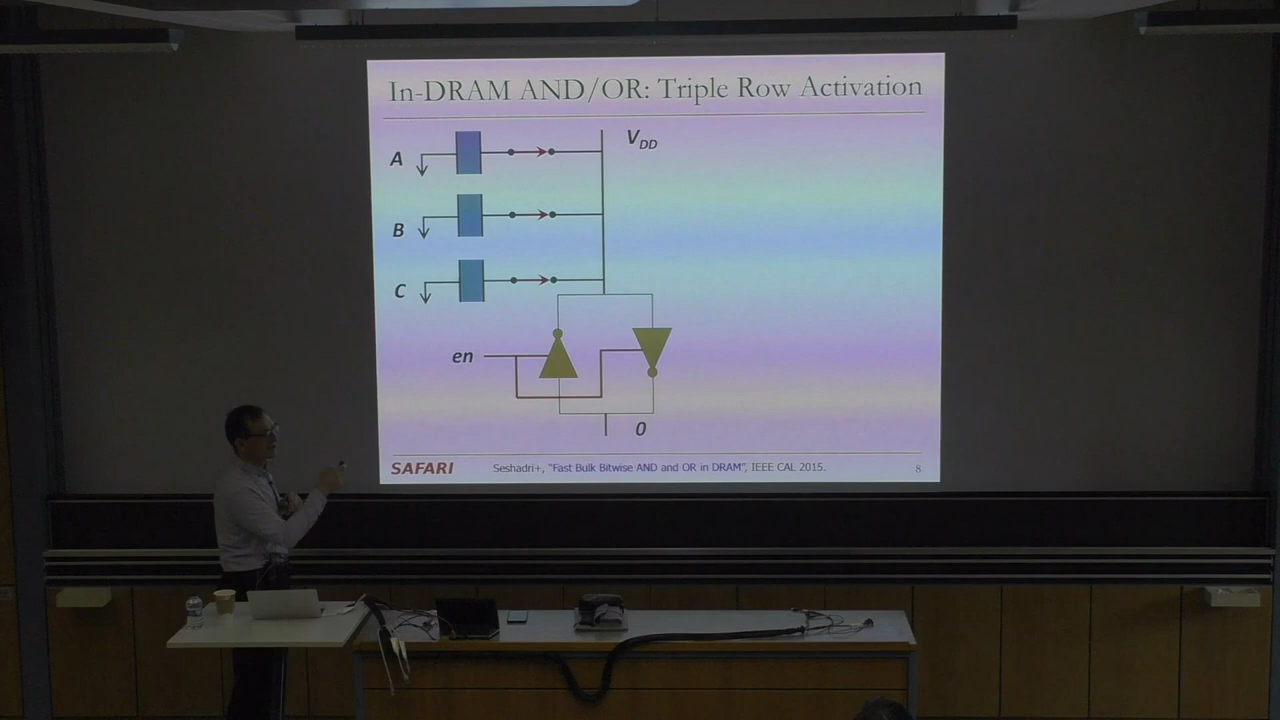 In-DRAM AND/OR: Triple Row Activation
A
VDD
B
C
en
0
SAFARI
Seshadri+, "Fast Bulk Bitwise AND and OR in DRAM", IEEE CAL 2015.
8